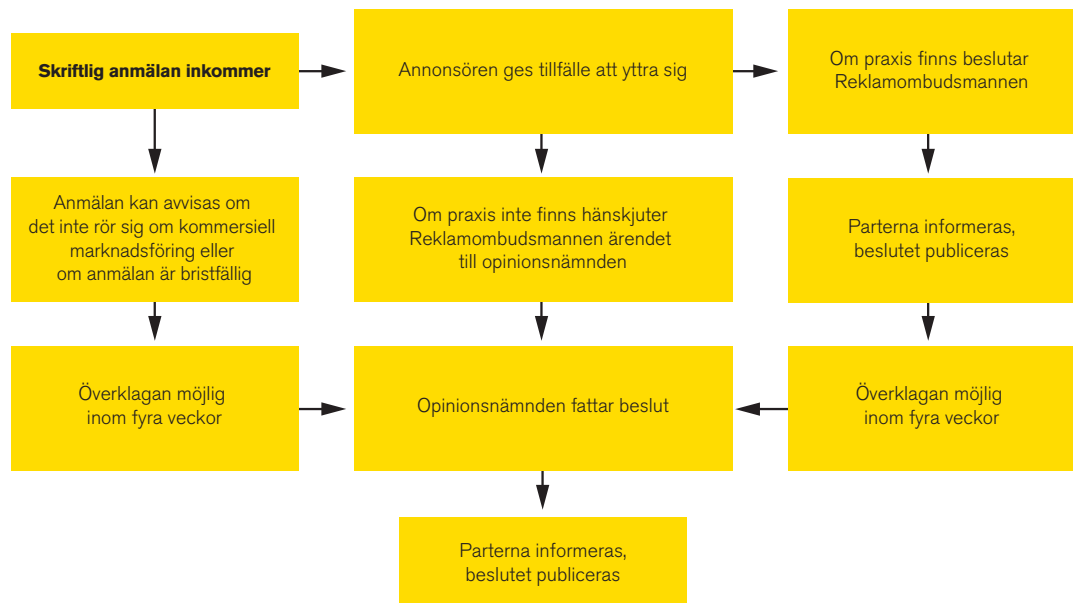 Skriftlig anmälan inkommer
Annonsören ges tillfälle att yttra sig
Om praxis finns beslutar
Reklamombudsmannen
Anmälan kan avvisas om
det inte rör sig om kommersiell
marknadsföring eller
om anmälan är bristfällig
Om praxis inte finns hänskjuter
Reklamombudsmannen ärendet
till opinionsnämnden
Parterna informeras,
beslutet publiceras
Överklagan möjlig
inom fyra veckor
Opinionsnämnden fattar beslut
Överklagan möjlig
inom fyra veckor
Parterna informeras,
beslutet publiceras